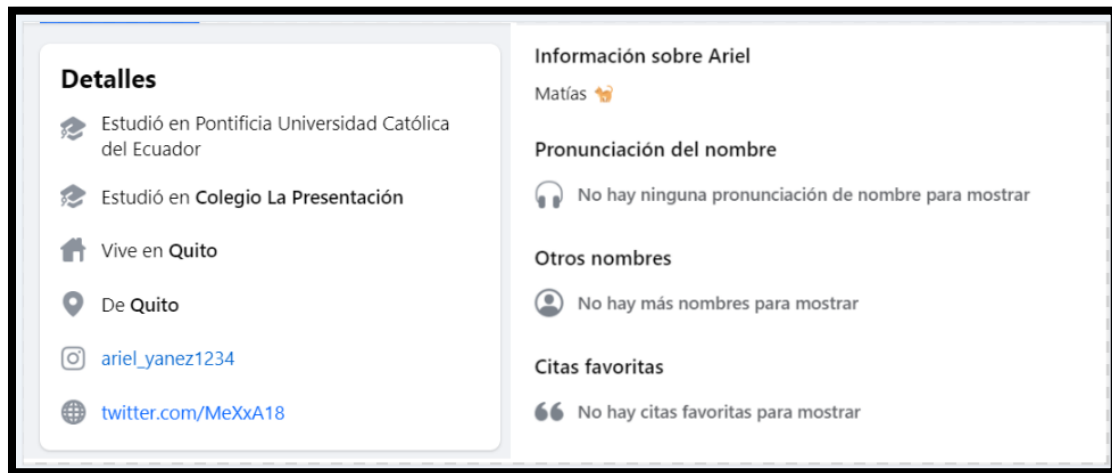 Detalles
Estudió en Pontificia Universidad Católica
del Ecuador
Estudió en Colegio La Presentación
Vive en Quito
De Quito
ariel_yanez1234
twitter.com/MeXxA18
Información sobre Ariel
Matías 🐈
Pronunciación del nombre
No hay ninguna pronunciación de nombre para mostrar
Otros nombres
No hay más nombres para mostrar
Citas favoritas
No hay citas favoritas para mostrar